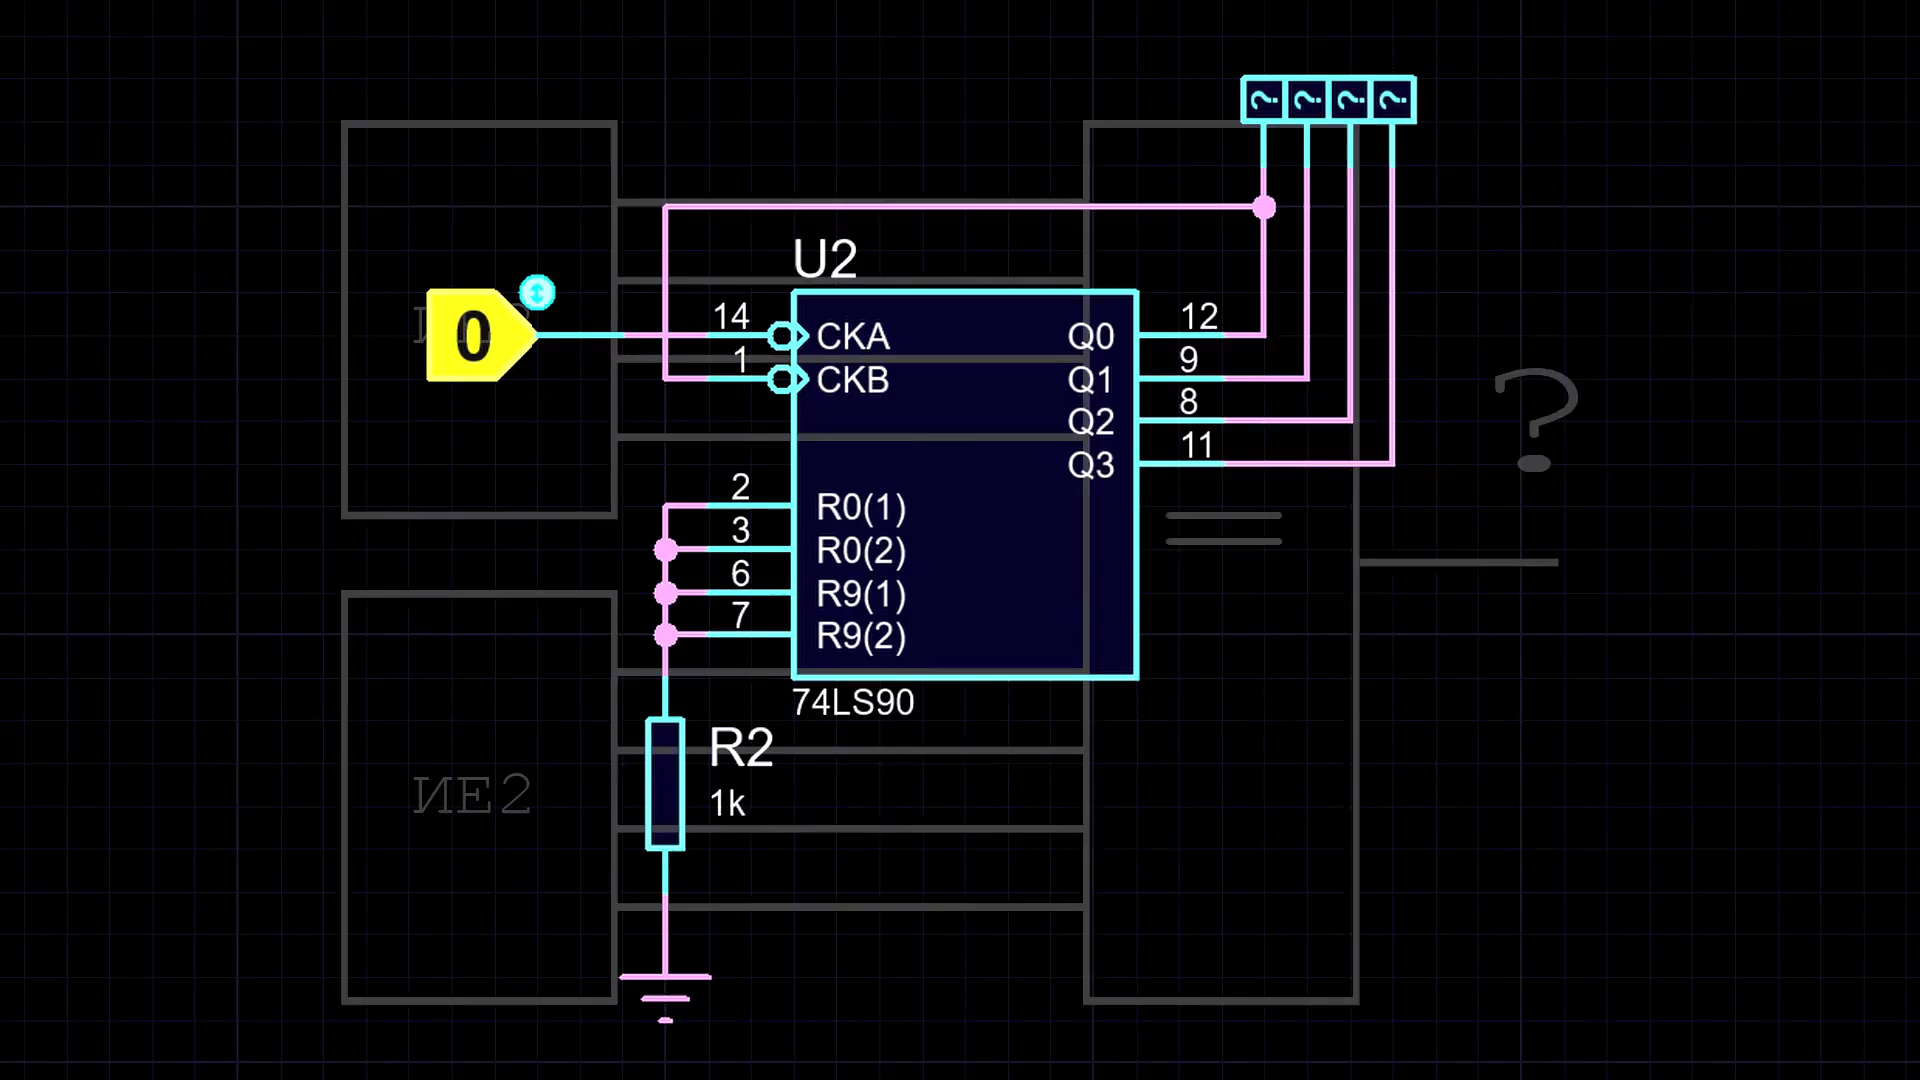 ? ? ? ?
U2
0
14 CKA Q0 12
1 CKB Q1 9
8 Q2
11 Q3
?
2 R0(1)
3 R0(2)
6 R9(1)
7 R9(2)
74LS90
R2
1k
ИЕ2